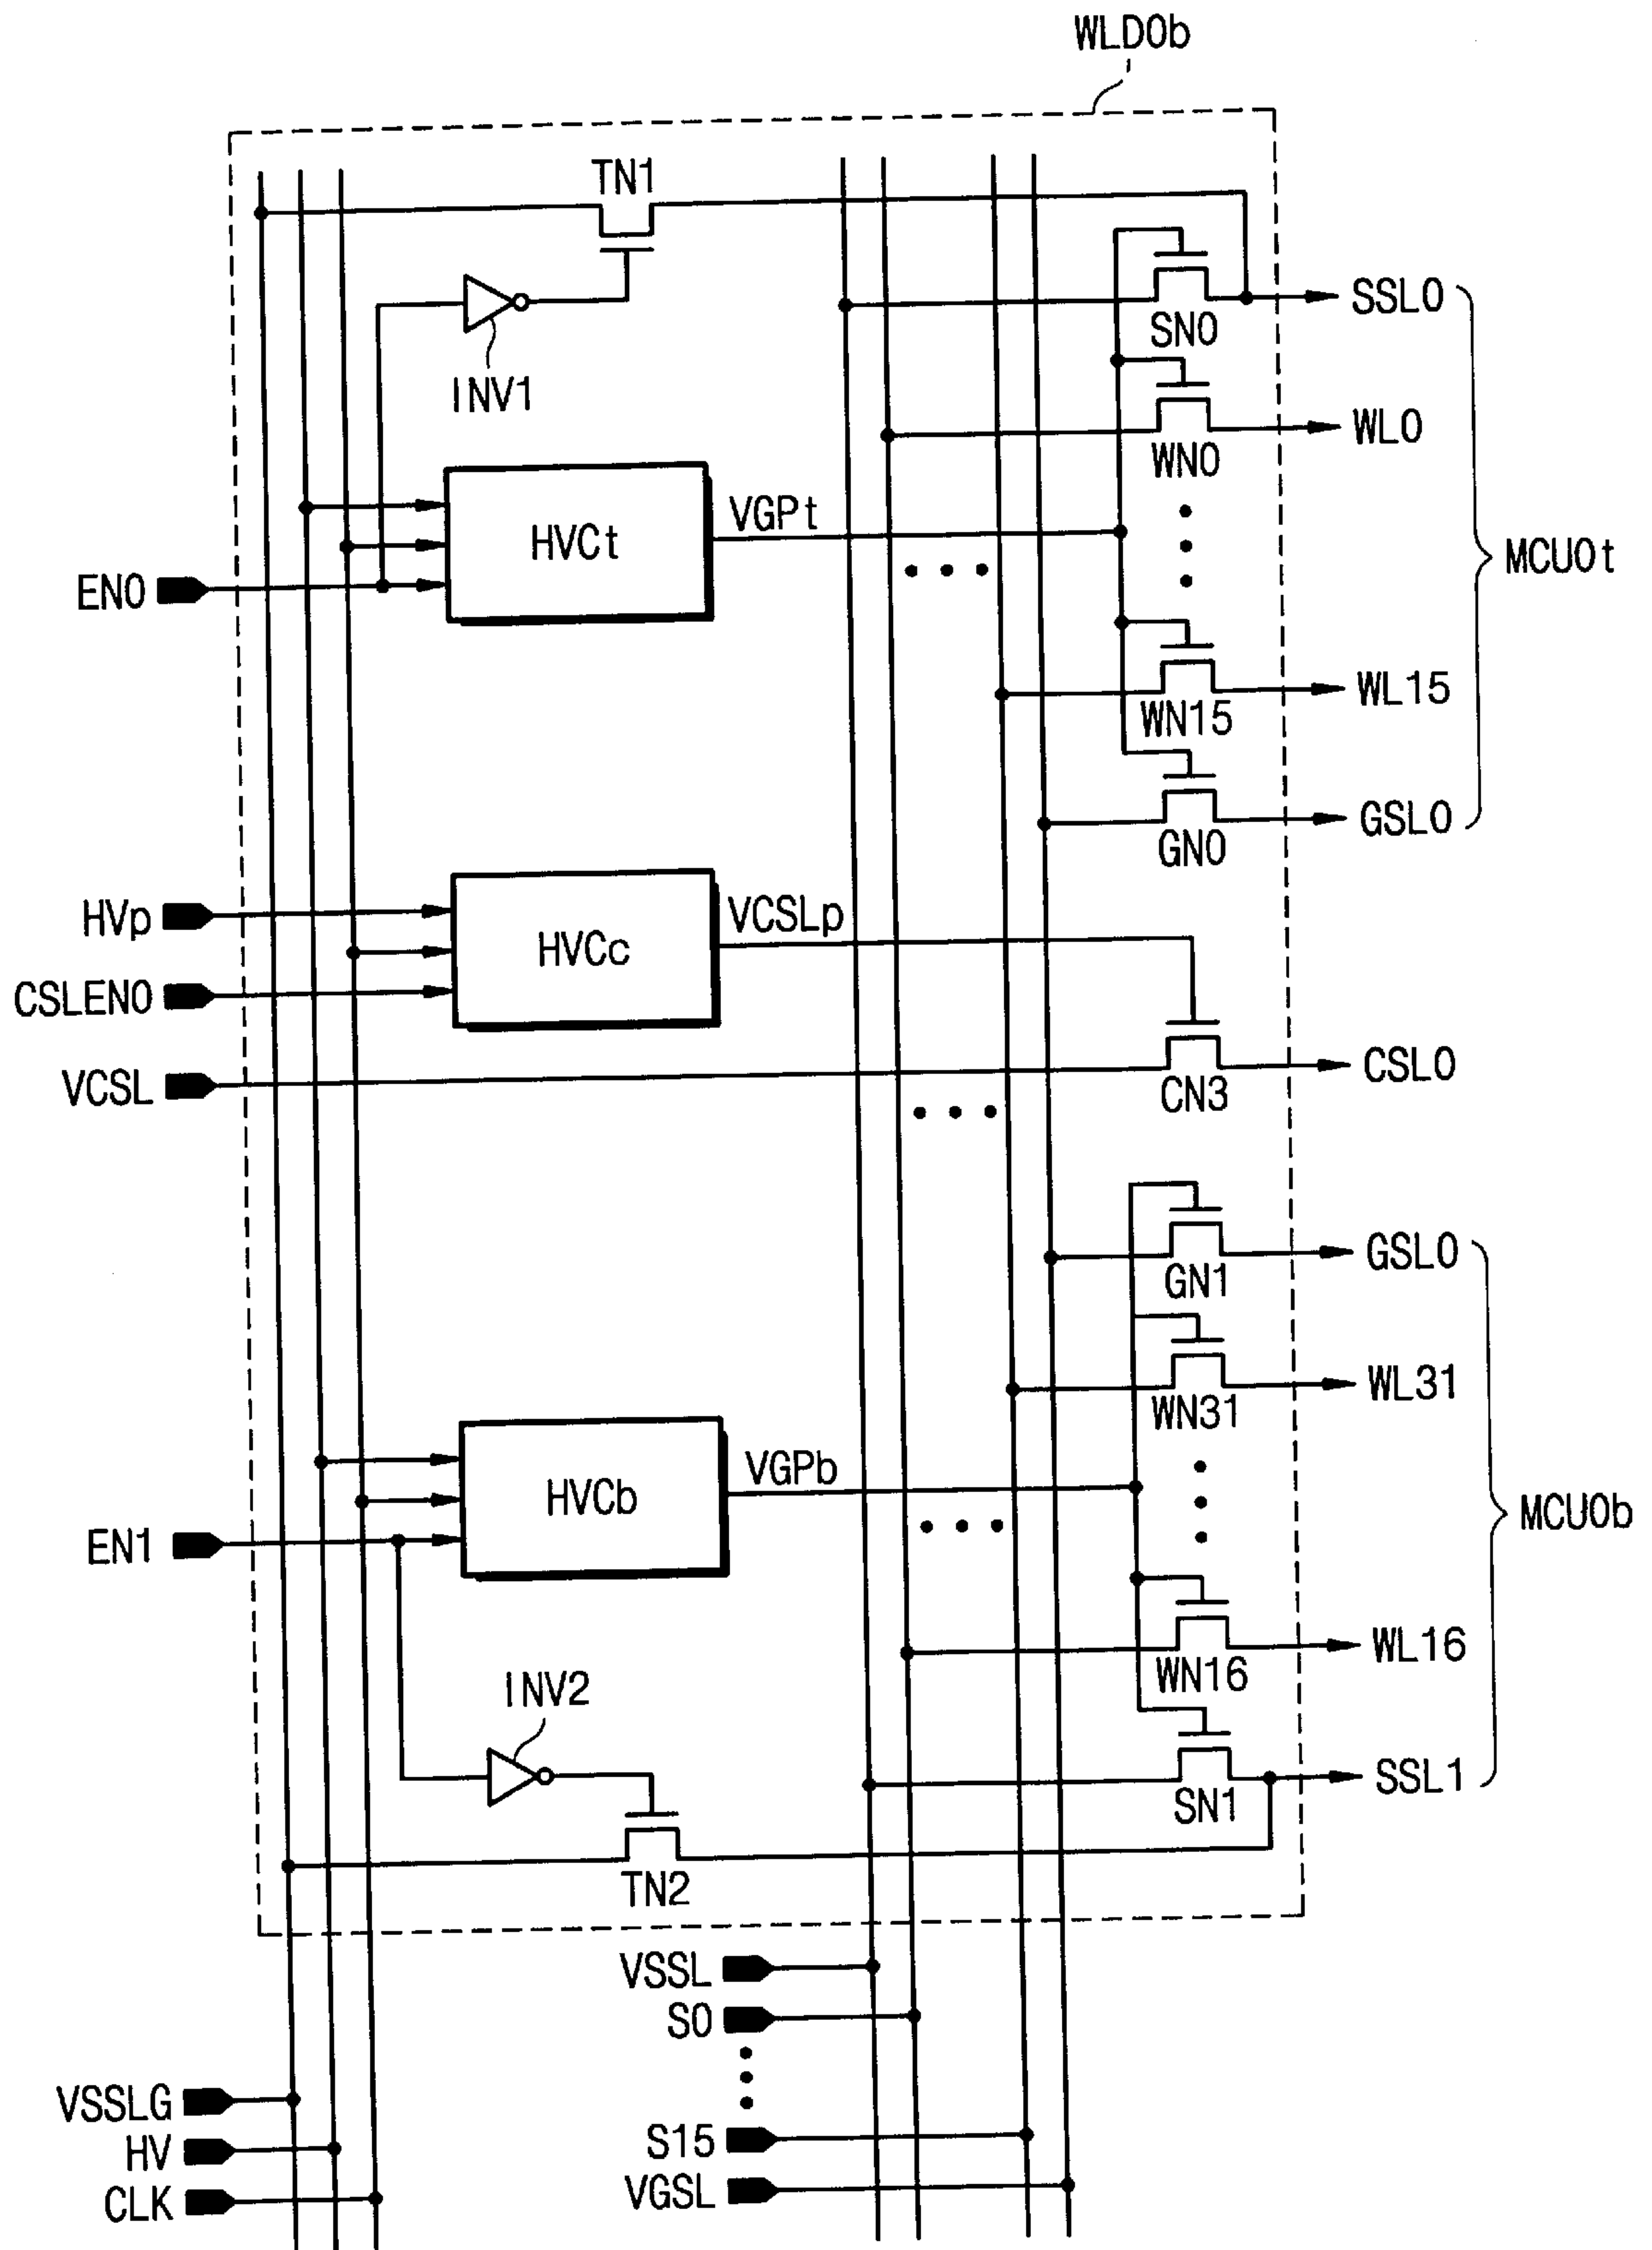 WLD0b
TN1
SSL0
SN0
INV1
WL0
WN0
VGPt
HVCt
MCU0t
EN0
WL15
WN15
GSL0
GN0
HVp
VCSLp
HVCc
CSLEN0
CSL0
VCSL
CN3
GSL0
GN1
WL31
WN31
VGPb
HVCb
MCU0b
EN1
WL16
WN16
INV2
SSL1
SN1
TN2
VSSL
S0
VSSLG
S15
HV
VGSL
CLK